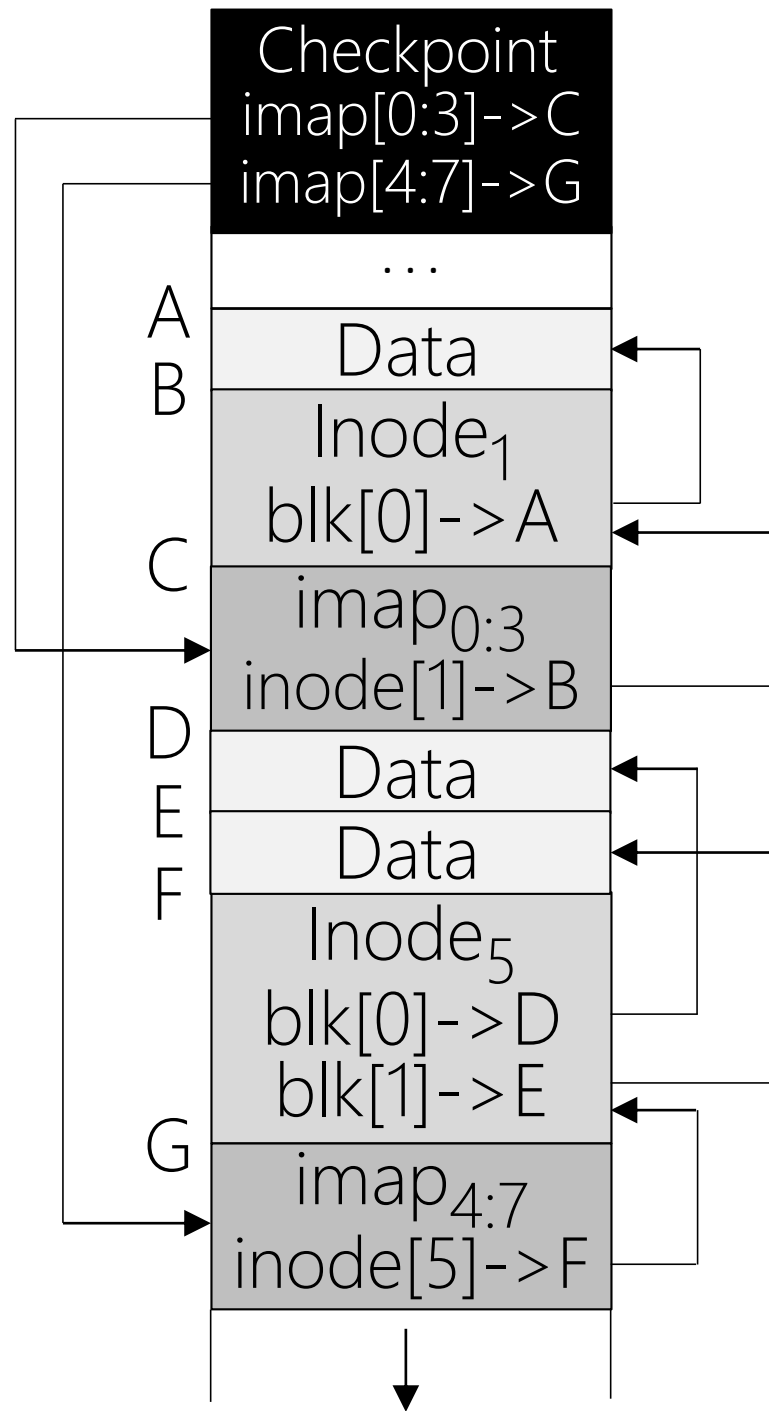 Checkpoint
imap[0:3]->C
imap[4:7]->G
...
A
Data
B
Inode₁
blk[0]->A
C
imap₀:₃
inode[1]->B
D
Data
E
Data
F
Inode₅
blk[0]->D
blk[1]->E
G
imap₄:₇
inode[5]->F